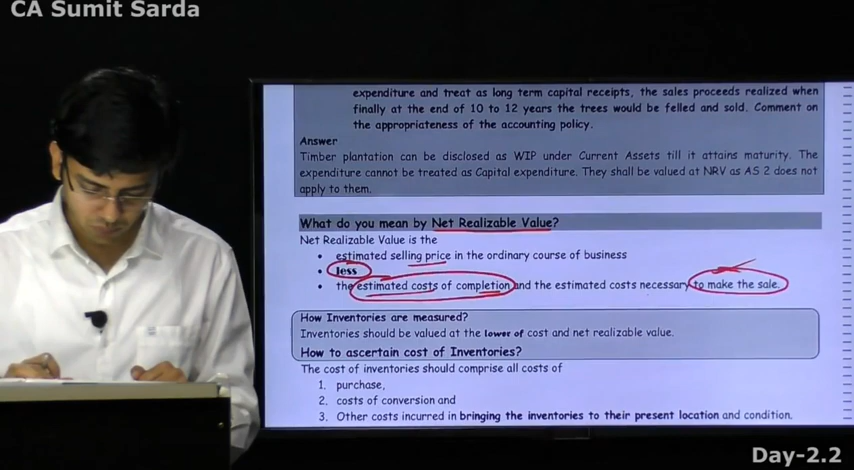 CA Sumit Sarda
expenditure and treat as long term capital receipts, the sales proceeds realized when
finally at the end of 10 to 12 years the trees would be felled and sold. Comment on
the appropriateness of the accounting policy.
Answer
Timber plantation can be disclosed as WIP under Current Assets till it attains maturity. The
expenditure cannot be treated as Capital expenditure. They shall be valued at NRV as AS 2 does not
apply to them.
What do you mean by Net Realizable Value?
Net Realizable Value is the
• estimated selling price in the ordinary course of business
• less
• the estimated costs of completion and the estimated costs necessary to make the sale.
How Inventories are measured?
Inventories should be valued at the lower of cost and net realizable value.
How to ascertain cost of Inventories?
The cost of inventories should comprise all costs of
1. purchase,
2. costs of conversion and
3. Other costs incurred in bringing the inventories to their present location and condition.
Day-2.2